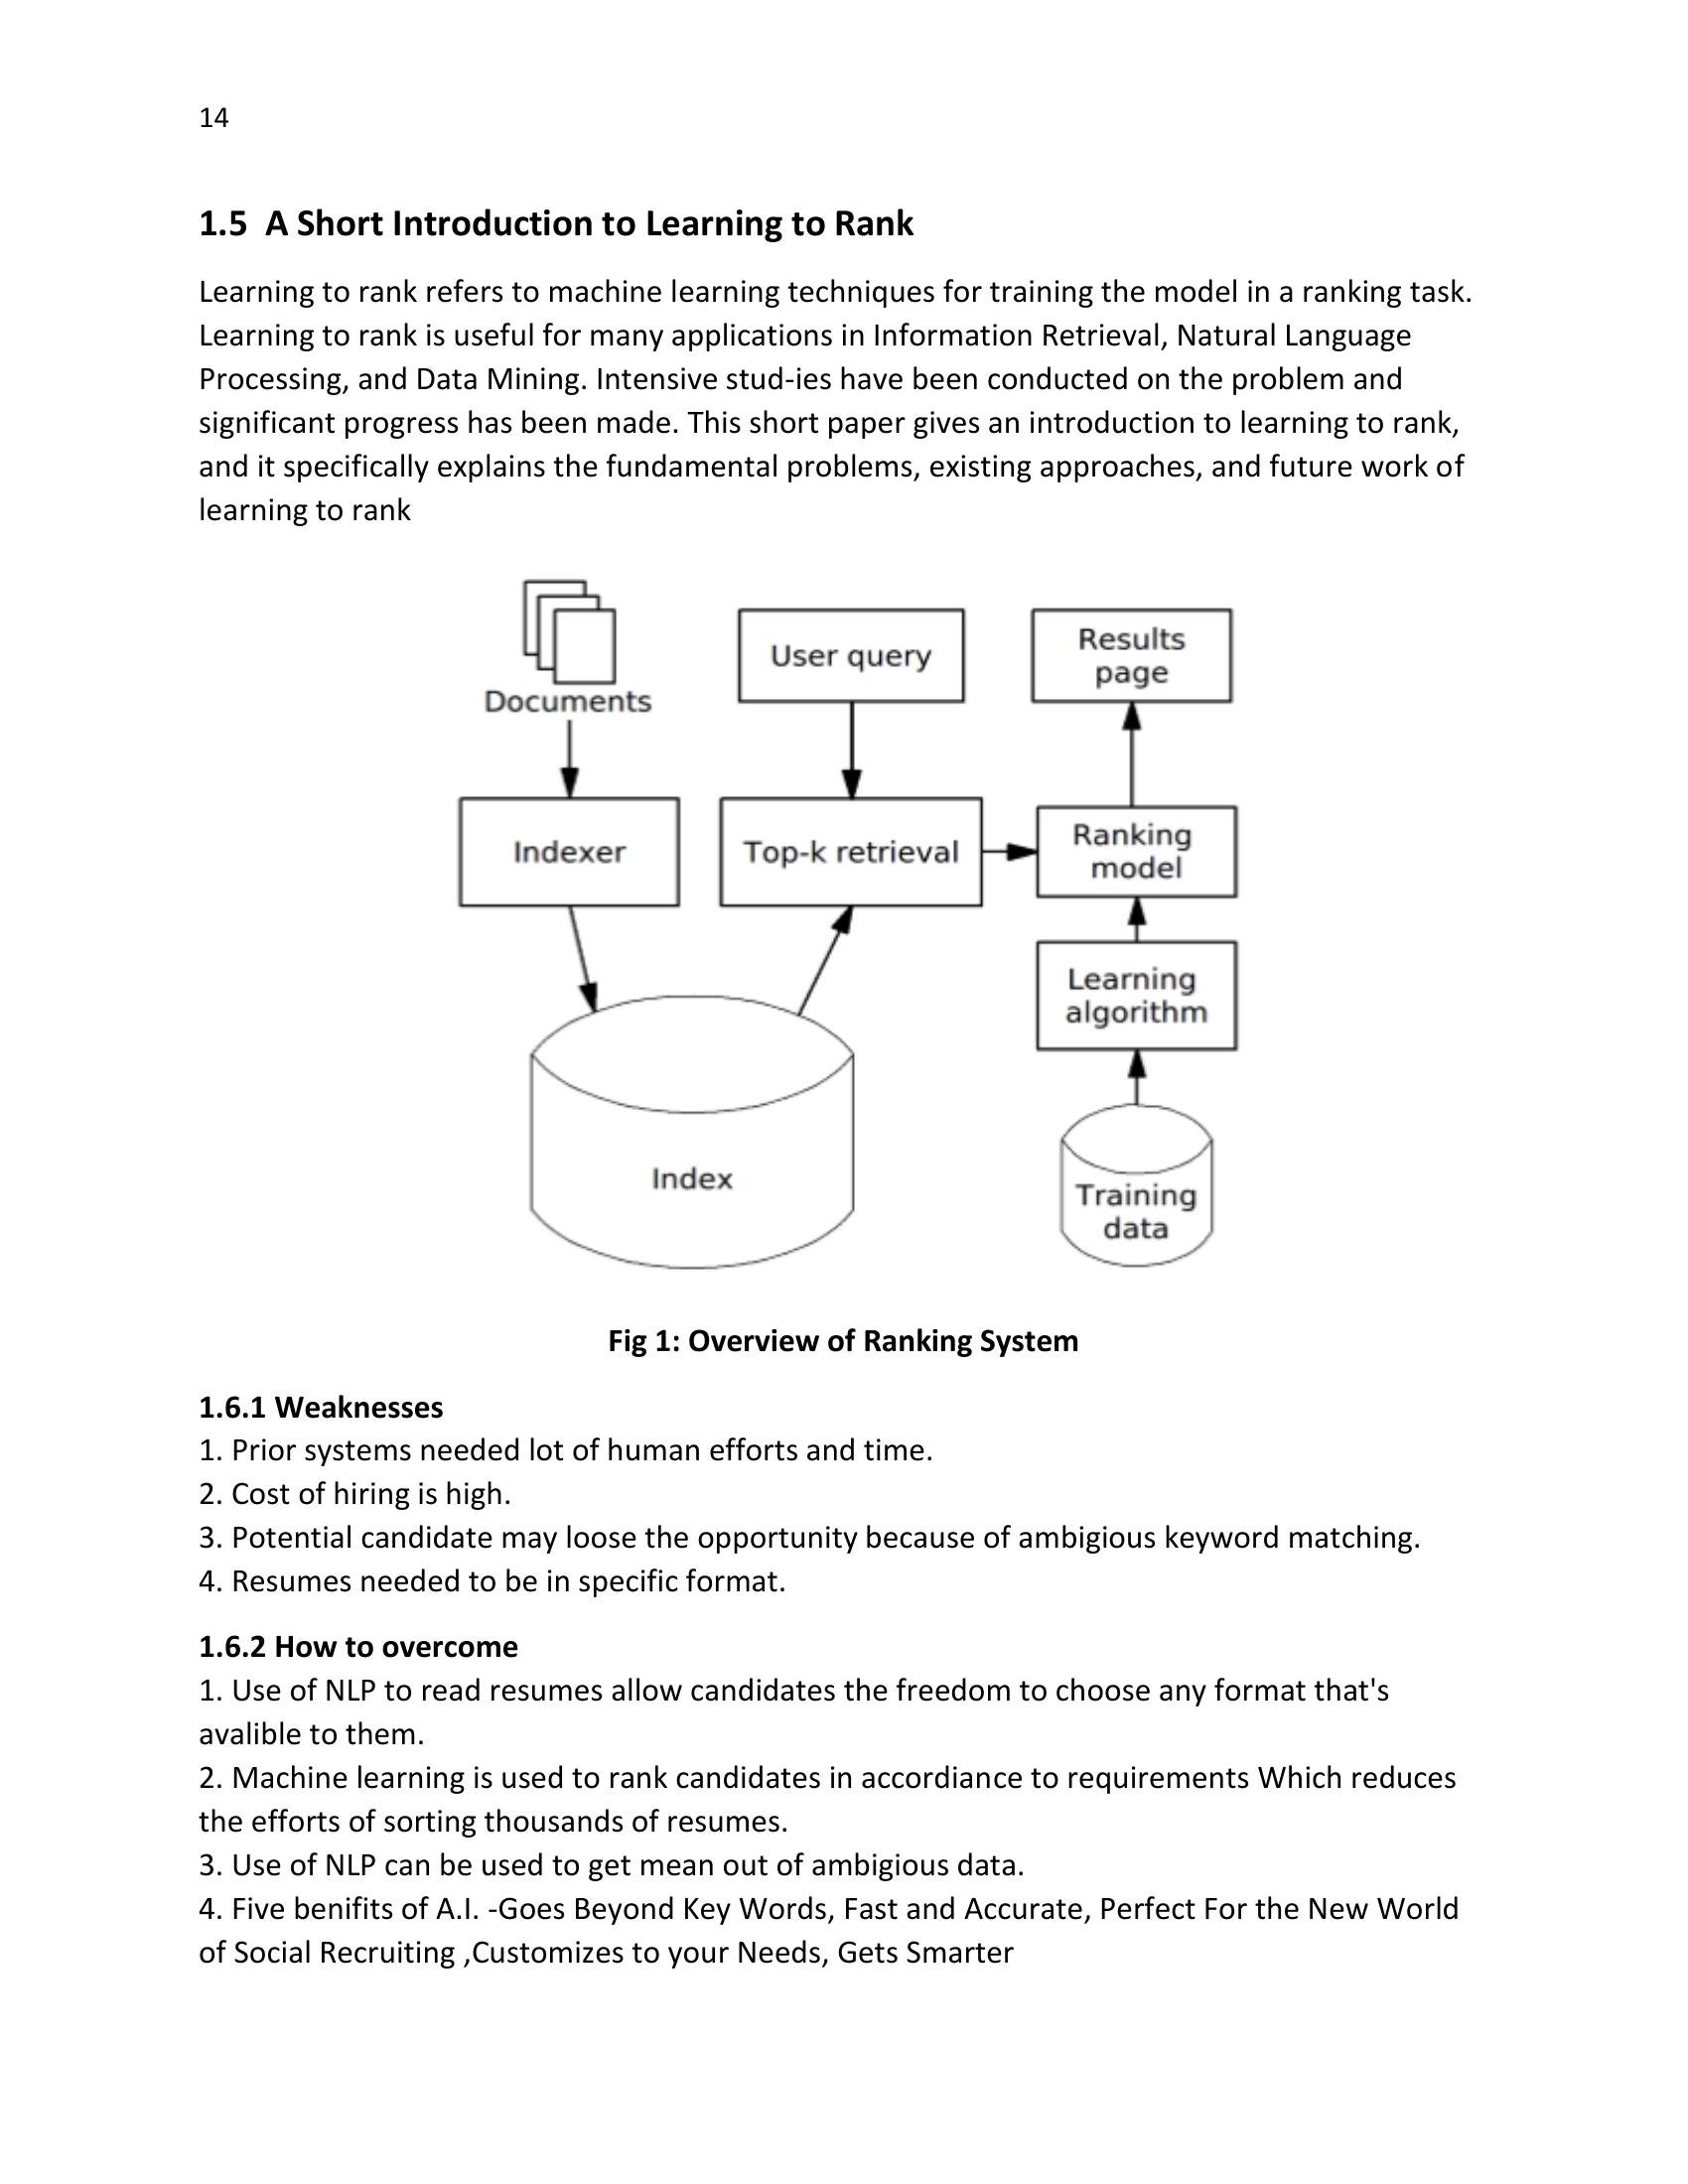 14
1.5 A Short Introduction to Learning to Rank
Learning to rank refers to machine learning techniques for training the model in a ranking task.
Learning to rank is useful for many applications in Information Retrieval, Natural Language
Processing, and Data Mining. Intensive stud-ies have been conducted on the problem and
significant progress has been made. This short paper gives an introduction to learning to rank,
and it specifically explains the fundamental problems, existing approaches, and future work of
learning to rank
Documents
User query
Results
page
Indexer
Top-k retrieval
Ranking
model
Learning
algorithm
Index
Training
data
Fig 1: Overview of Ranking System
1.6.1 Weaknesses
1. Prior systems needed lot of human efforts and time.
2. Cost of hiring is high.
3. Potential candidate may loose the opportunity because of ambigious keyword matching.
4. Resumes needed to be in specific format.
1.6.2 How to overcome
1. Use of NLP to read resumes allow candidates the freedom to choose any format that's
avalible to them.
2. Machine learning is used to rank candidates in accordiance to requirements Which reduces
the efforts of sorting thousands of resumes.
3. Use of NLP can be used to get mean out of ambigious data.
4. Five benifits of A.I. -Goes Beyond Key Words, Fast and Accurate, Perfect For the New World
of Social Recruiting ,Customizes to your Needs, Gets Smarter